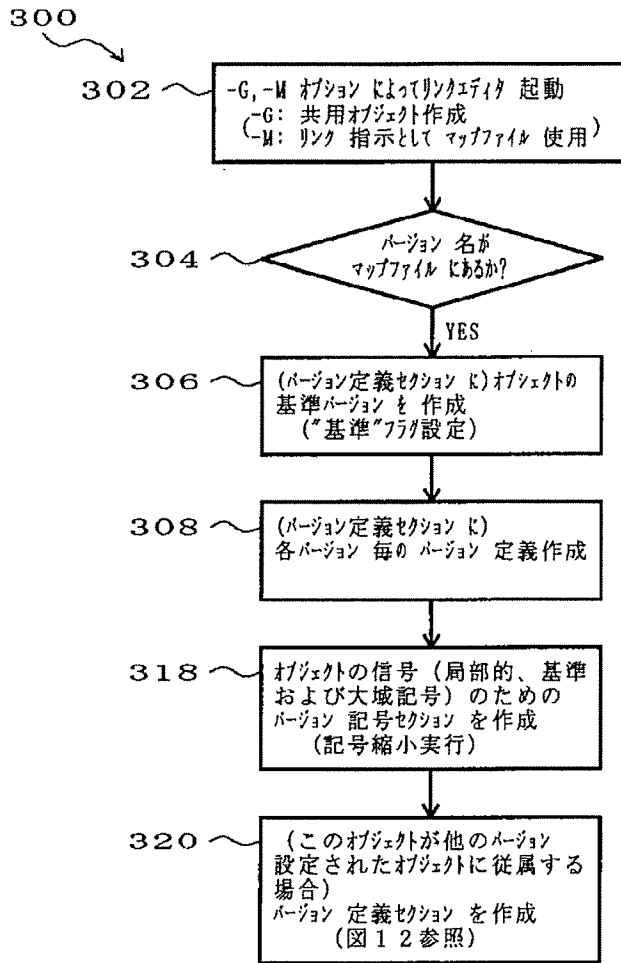 300
302
-G,-M オプション によってリンクエディタ 起動
-G: 共用オブジェクト作成
(-M: リンク 指示として マップファイル 使用)
304
バージョン 名が
マップファイル にあるか?
YES
306
(バージョン定義セクション に)オブジェクトの
基準バージョン を 作成
("基準"フラグ設定)
308
(バージョン定義セクション に)
各バージョン 毎の バージョン 定義作成
318
オブジェクトの信号(局部的、基準
および大域記号)のための
バージョン 記号セクション を作成
(記号縮小実行)
320
(このオブジェクトが他のバージョン
設定されたオブジェクトに従属する
場合)
バージョン 定義セクション を作成
(図12参照)